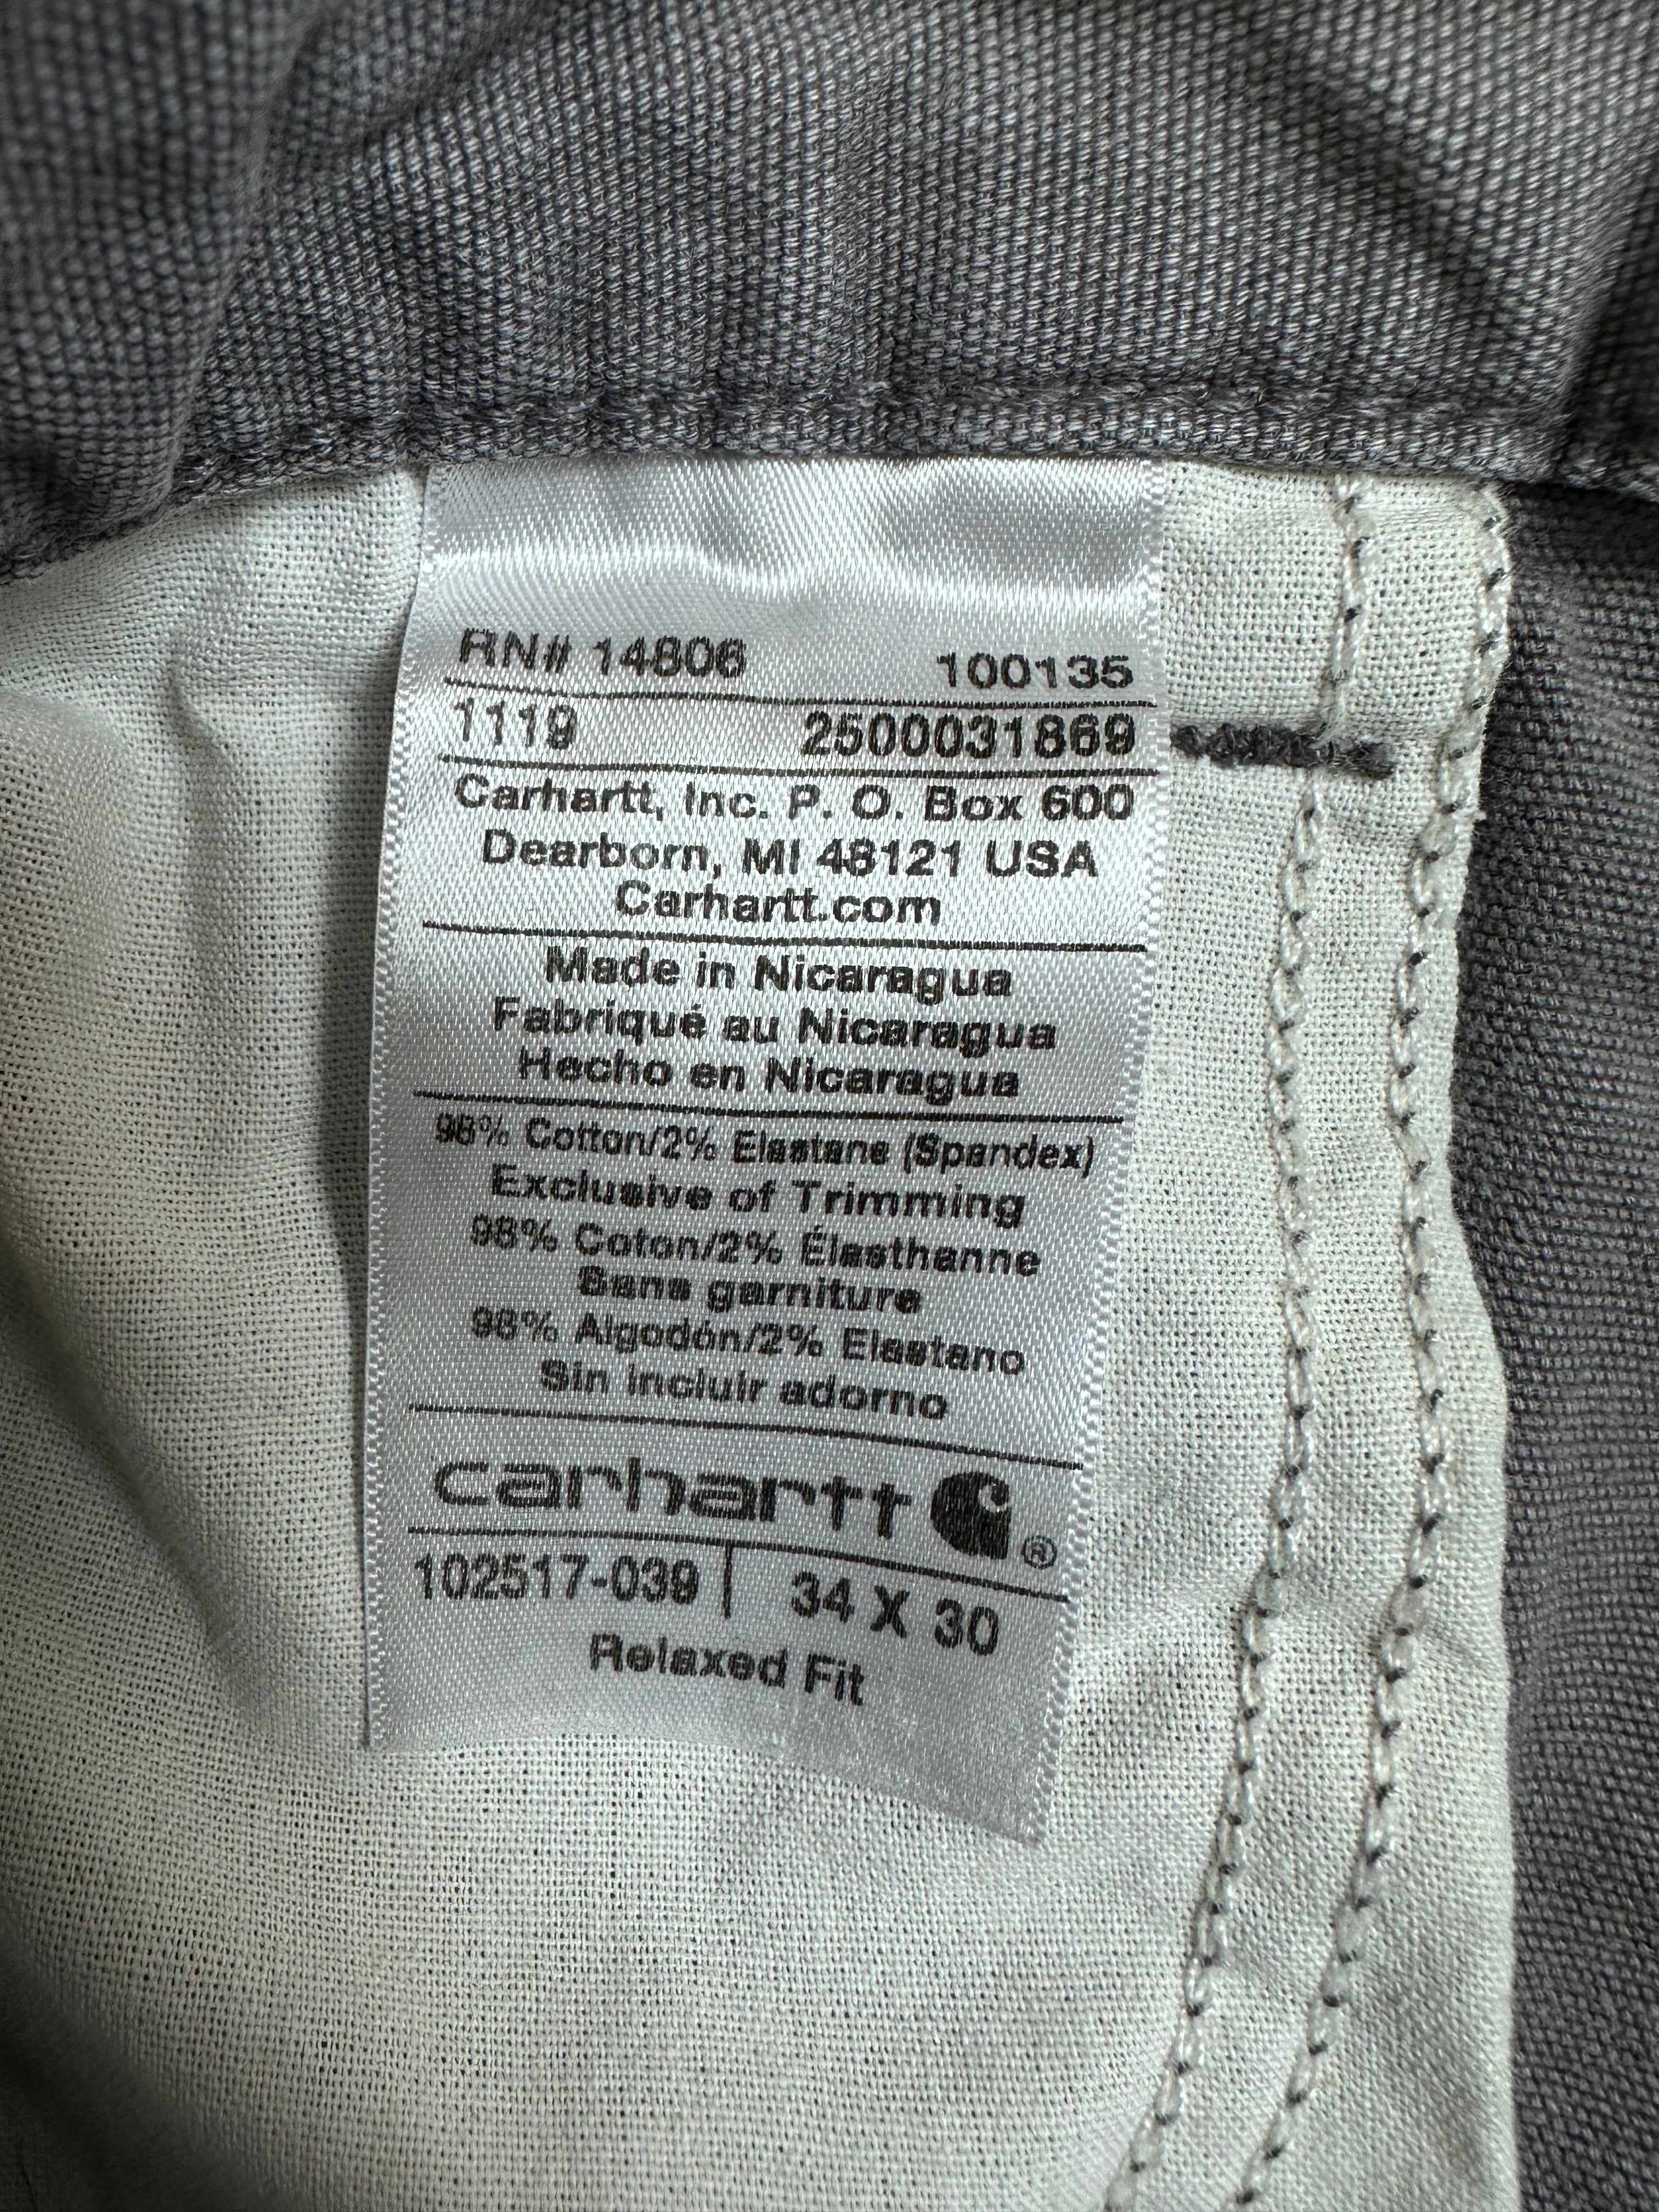 RN# 14806 100135
1119 2500031869
Carhartt, Inc. P. O. Box 600
Dearborn, MI 48121 USA
Carhartt.com
Made in Nicaragua
Fabriqué au Nicaragua
Hecho en Nicaragua
98% Cotton/2% Elastane (Spandex)
Exclusive of Trimming
98% Coton/2% Élasthanne
Sans garniture
98% Algodón/2% Elastano
Sin incluir adorno
carhartt ®
102517-039 | 34 X 30
Relaxed Fit